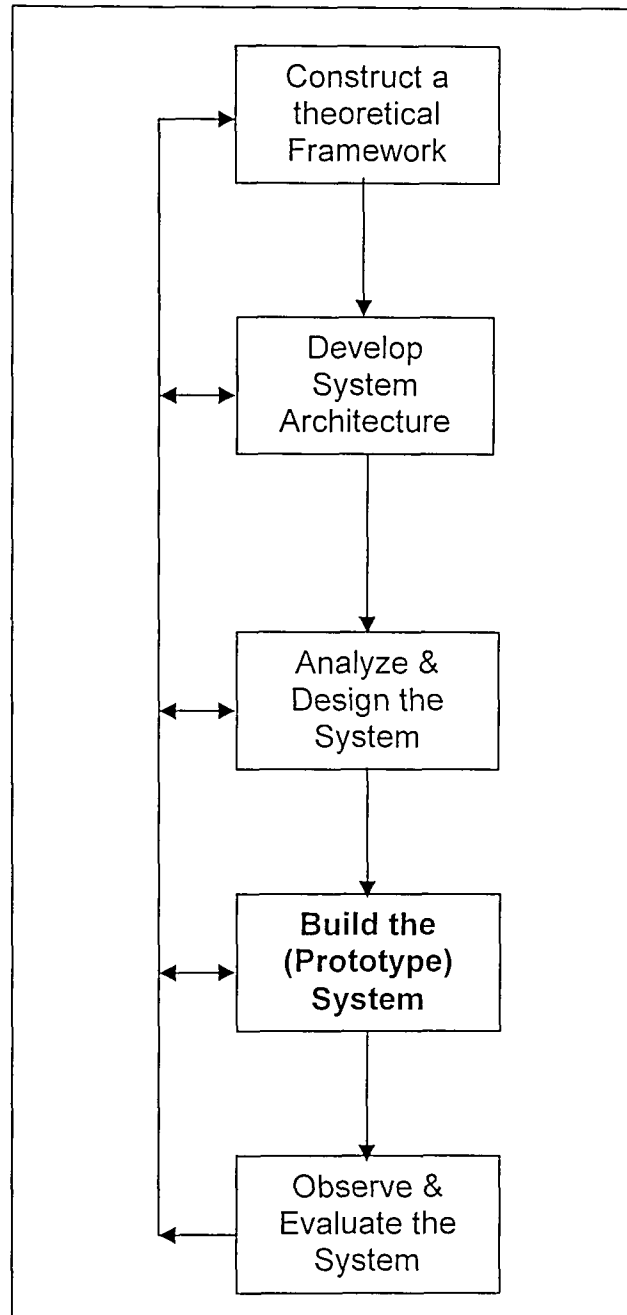 Construct a
theoretical
Framework
Develop
System
Architecture
Analyze &
Design the
System
Build the
(Prototype)
System
Observe &
Evaluate the
System